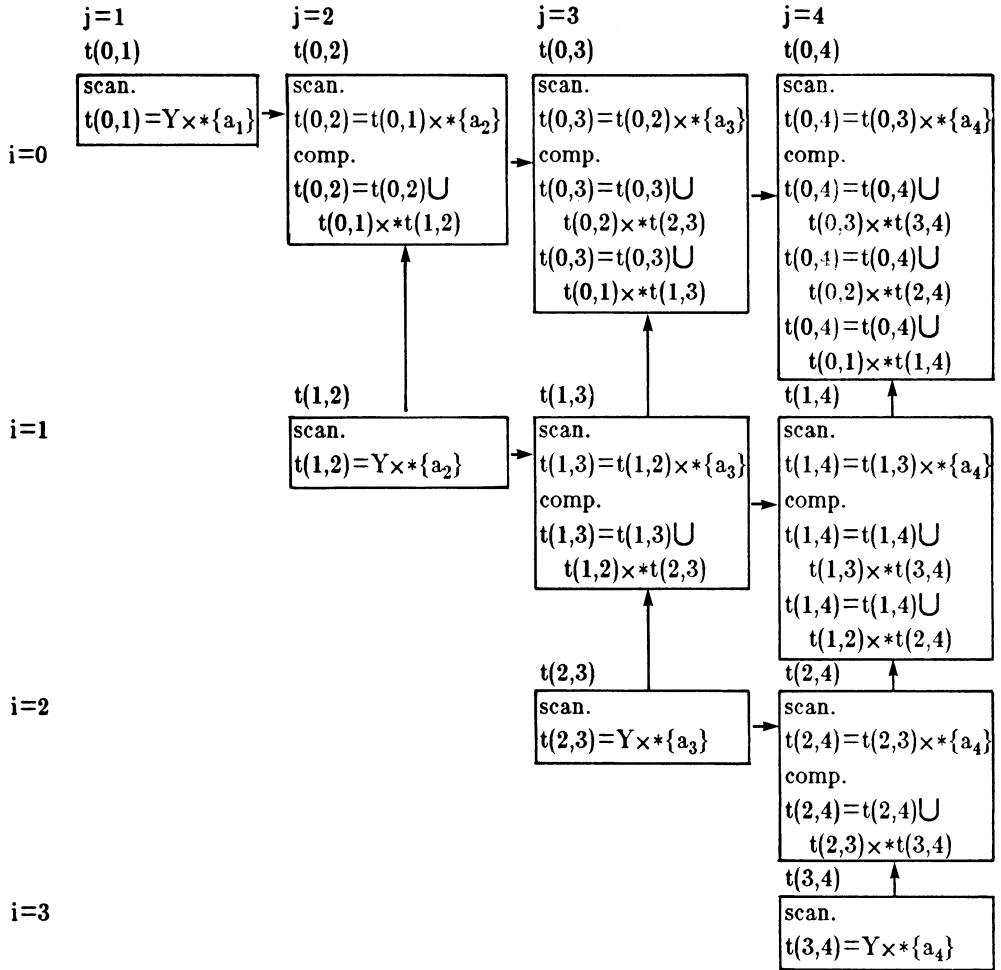 j=1 j=2 j=3 j=4
t(0,1) t(0,2) t(0,3) t(0,4)
i=0
scan.
t(0,1)=Y×*{a₁}
scan.
t(0,2)=t(0,1)×*{a₂}
comp.
t(0,2)=t(0,2)∪
t(0,1)×*t(1,2)
scan.
t(0,3)=t(0,2)×*{a₃}
comp.
t(0,3)=t(0,3)∪
t(0,2)×*t(2,3)
t(0,3)=t(0,3)∪
t(0,1)×*t(1,3)
scan.
t(0,4)=t(0,3)×*{a₄}
comp.
t(0,4)=t(0,4)∪
t(0,3)×*t(3,4)
t(0,4)=t(0,4)∪
t(0,2)×*t(2,4)
t(0,4)=t(0,4)∪
t(0,1)×*t(1,4)
t(1,2) t(1,3) t(1,4)
i=1
scan.
t(1,2)=Y×*{a₂}
scan.
t(1,3)=t(1,2)×*{a₃}
comp.
t(1,3)=t(1,3)∪
t(1,2)×*t(2,3)
scan.
t(1,4)=t(1,3)×*{a₄}
comp.
t(1,4)=t(1,4)∪
t(1,3)×*t(3,4)
t(1,4)=t(1,4)∪
t(1,2)×*t(2,4)
t(2,3) t(2,4)
i=2
scan.
t(2,3)=Y×*{a₃}
scan.
t(2,4)=t(2,3)×*{a₄}
comp.
t(2,4)=t(2,4)∪
t(2,3)×*t(3,4)
t(3,4)
i=3
scan.
t(3,4)=Y×*{a₄}